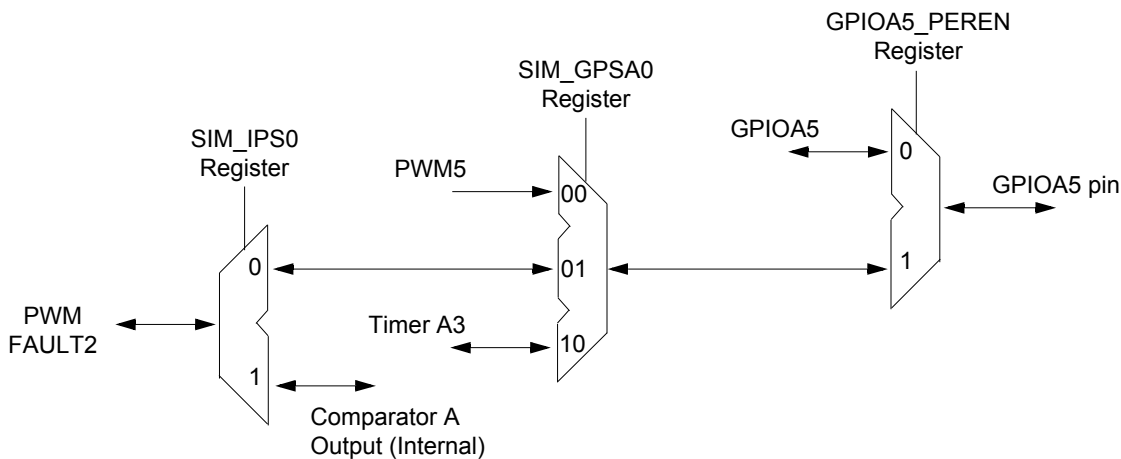 GPIOA5_PEREN
Register
SIM_GPSA0
Register
SIM_IPS0
Register
GPIOA5
0
GPIOA5 pin
1
PWM5
00
01
Timer A3
10
0
PWM
FAULT2
1
Comparator A
Output (Internal)